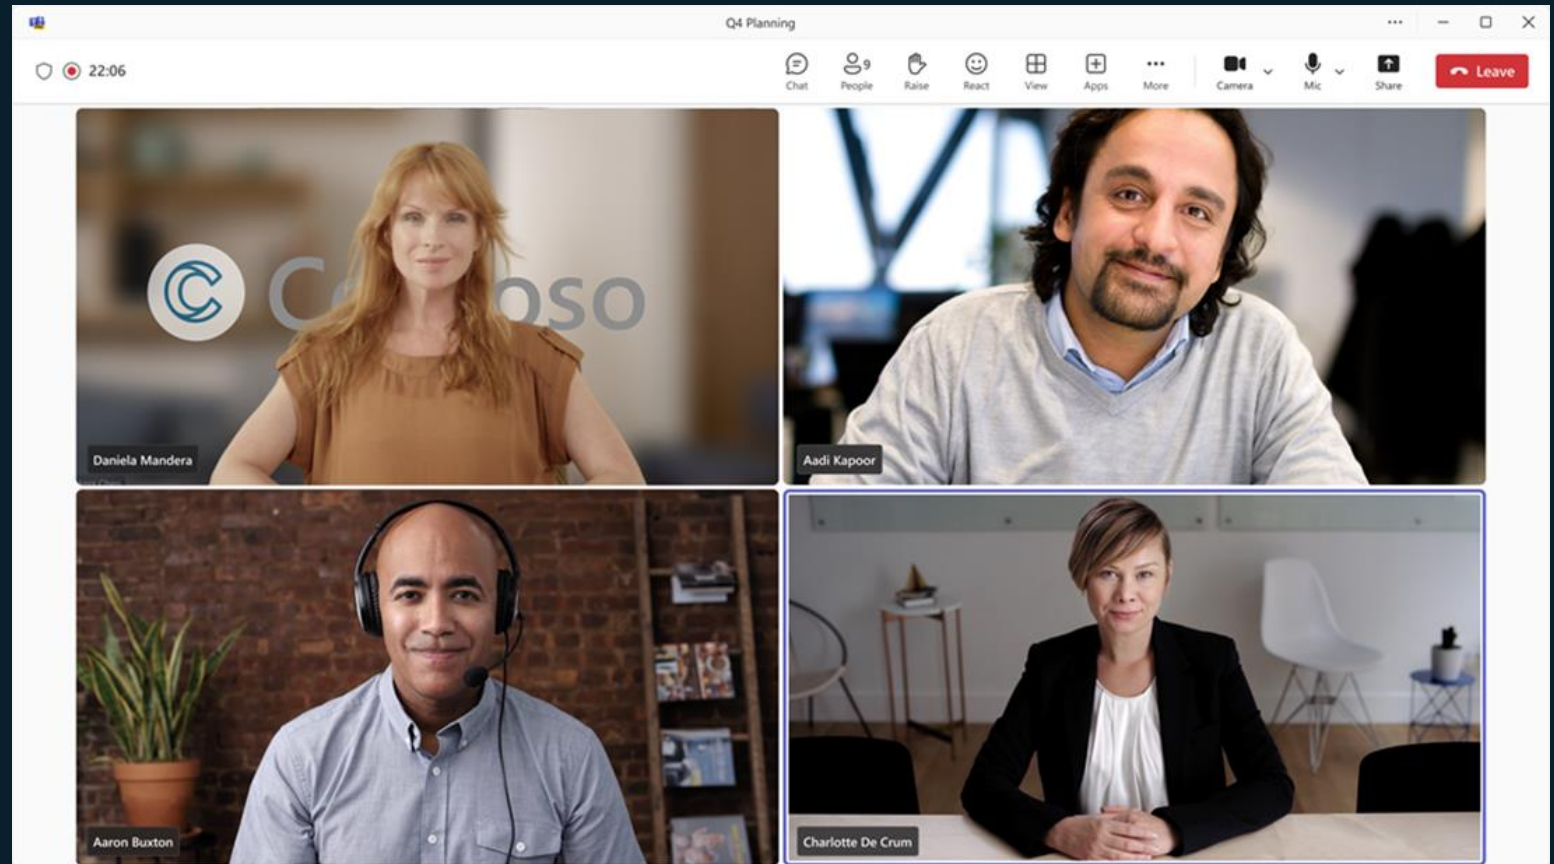 Q4 Planning
22:06
Chat
People 9
Raise
React
View
Apps
More
Camera
Mic
Share
Leave
C
oso
Daniela Mandera
Aadi Kapoor
Aaron Buxton
Charlotte De Crum